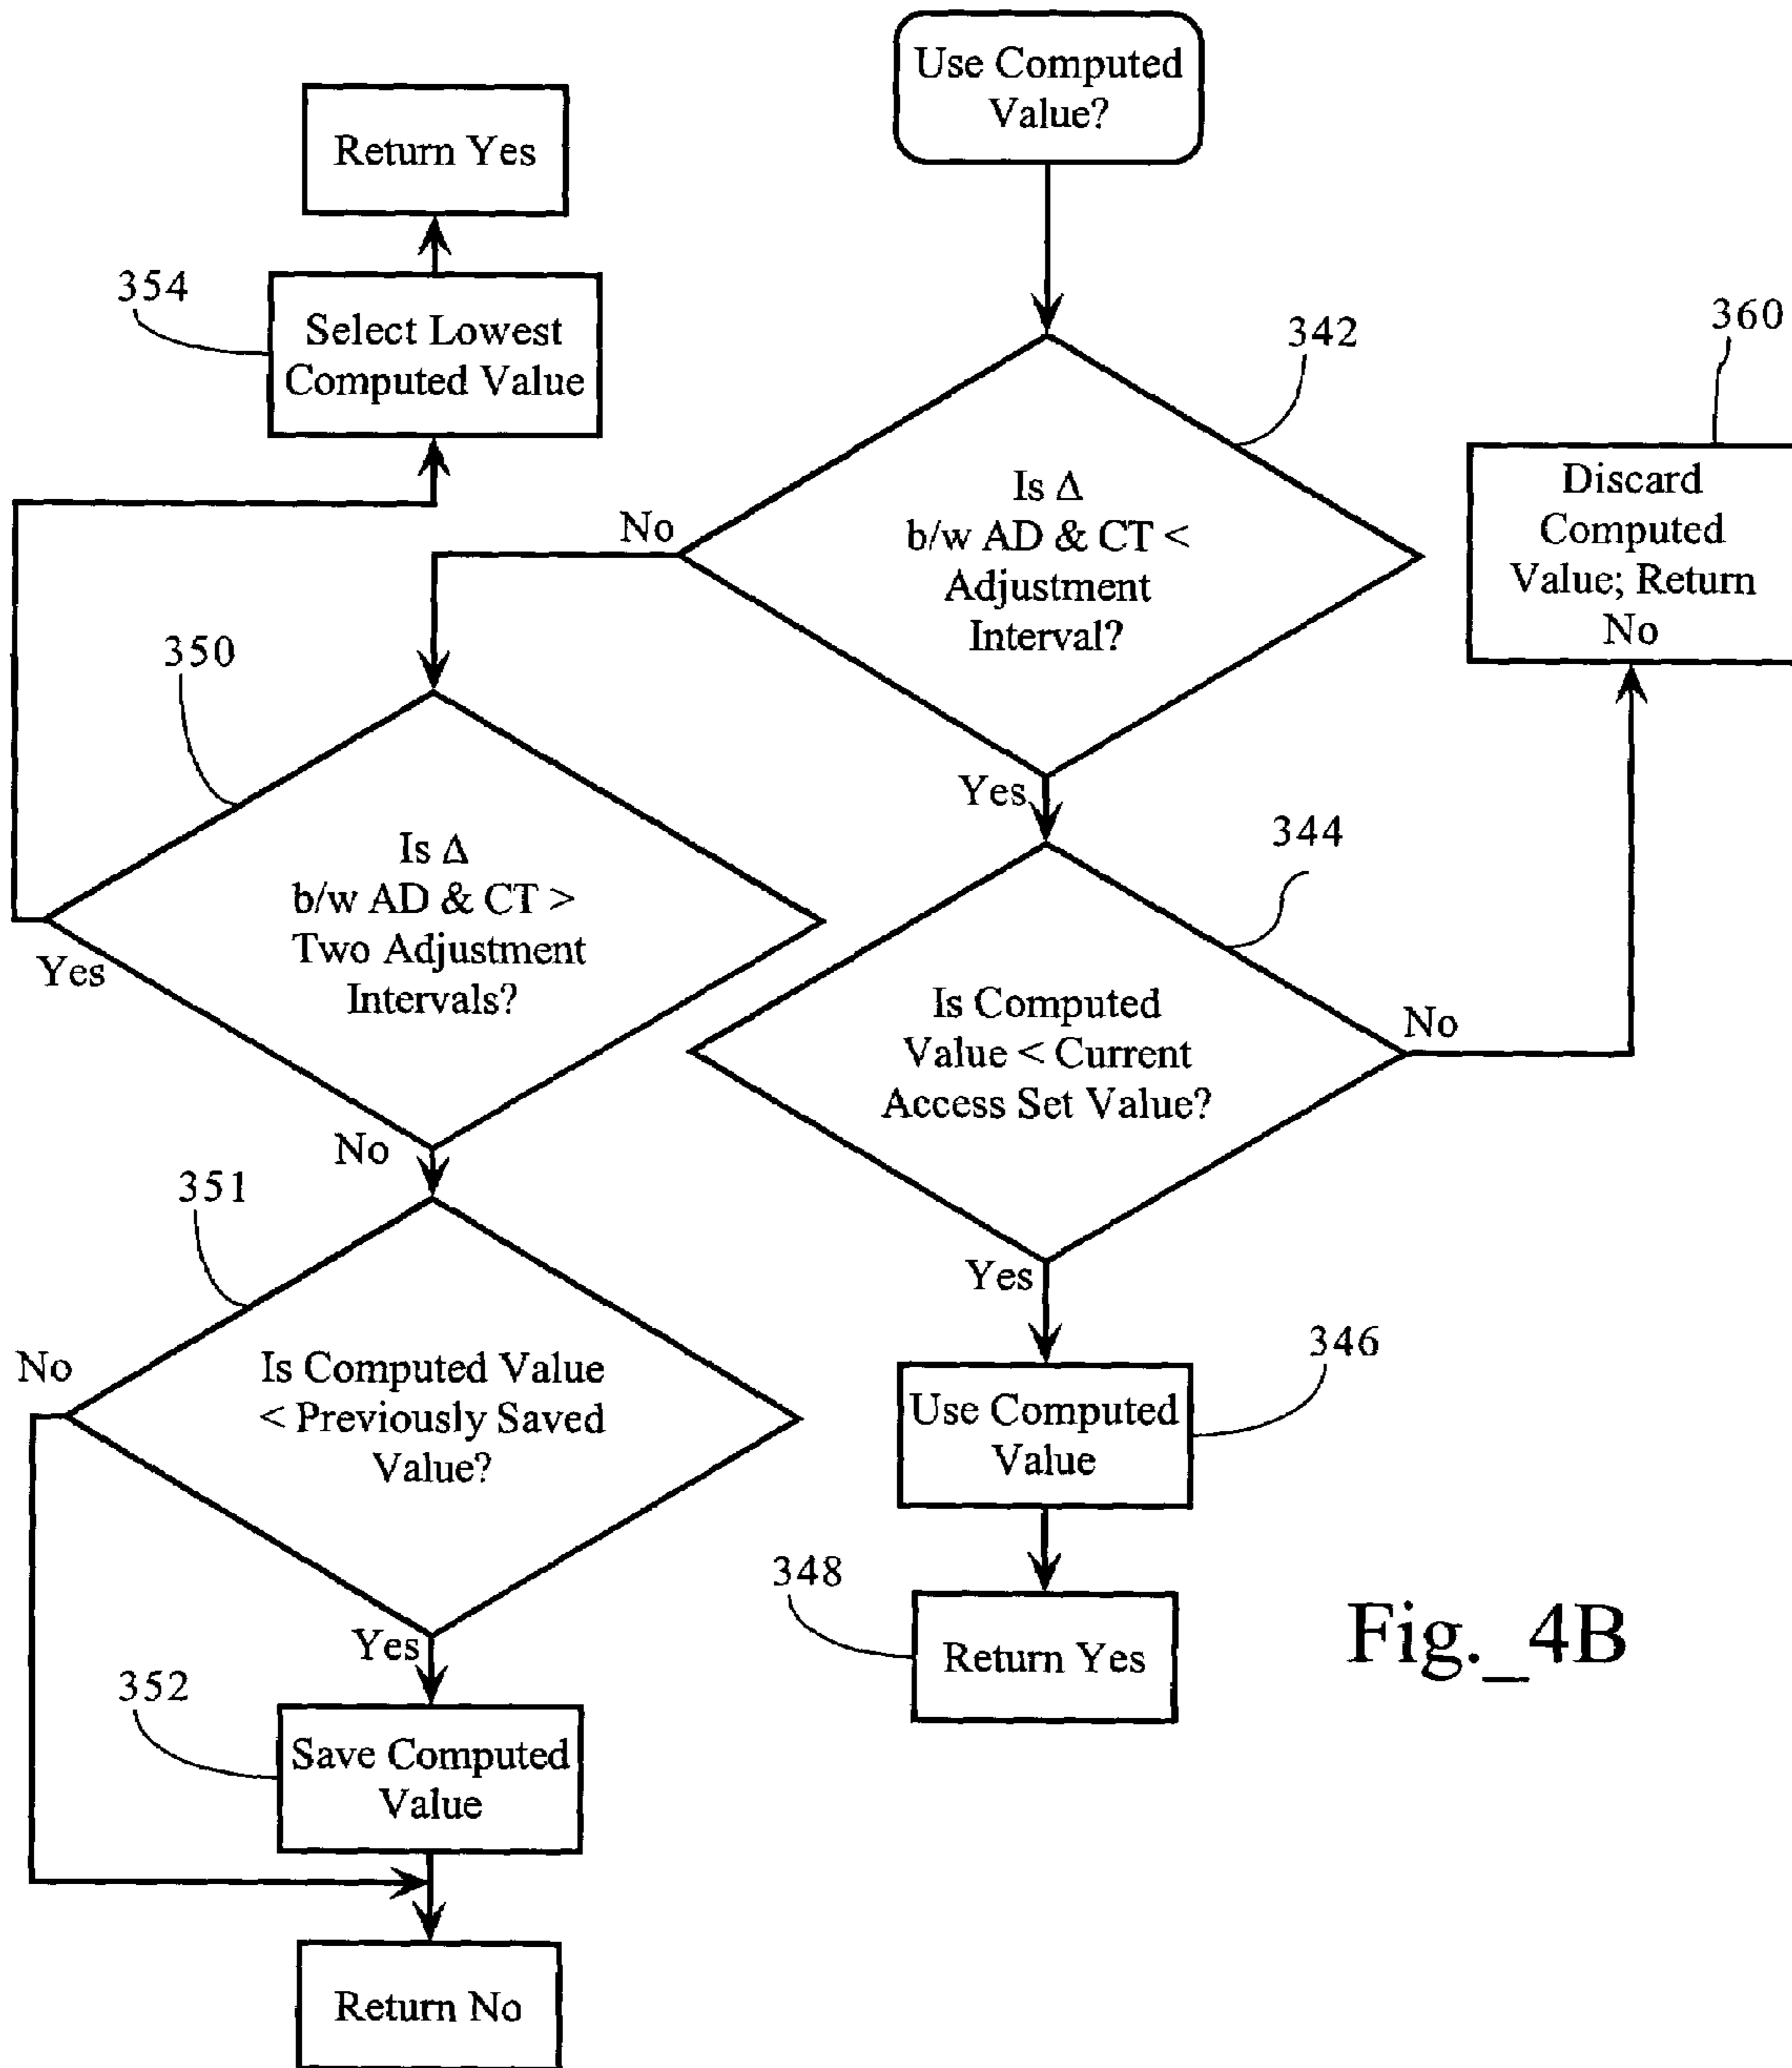 Use Computed
Value?
Return Yes
354
Select Lowest
Computed Value
342
Is Δ
b/w AD & CT <
Adjustment
Interval?
No
Yes
360
Discard
Computed
Value; Return
No
350
Is Δ
b/w AD & CT >
Two Adjustment
Intervals?
Yes
No
344
Is Computed
Value < Current
Access Set Value?
No
Yes
351
Is Computed Value
< Previously Saved
Value?
No
Yes
346
Use Computed
Value
348
Return Yes
352
Save Computed
Value
Return No
Fig._4B